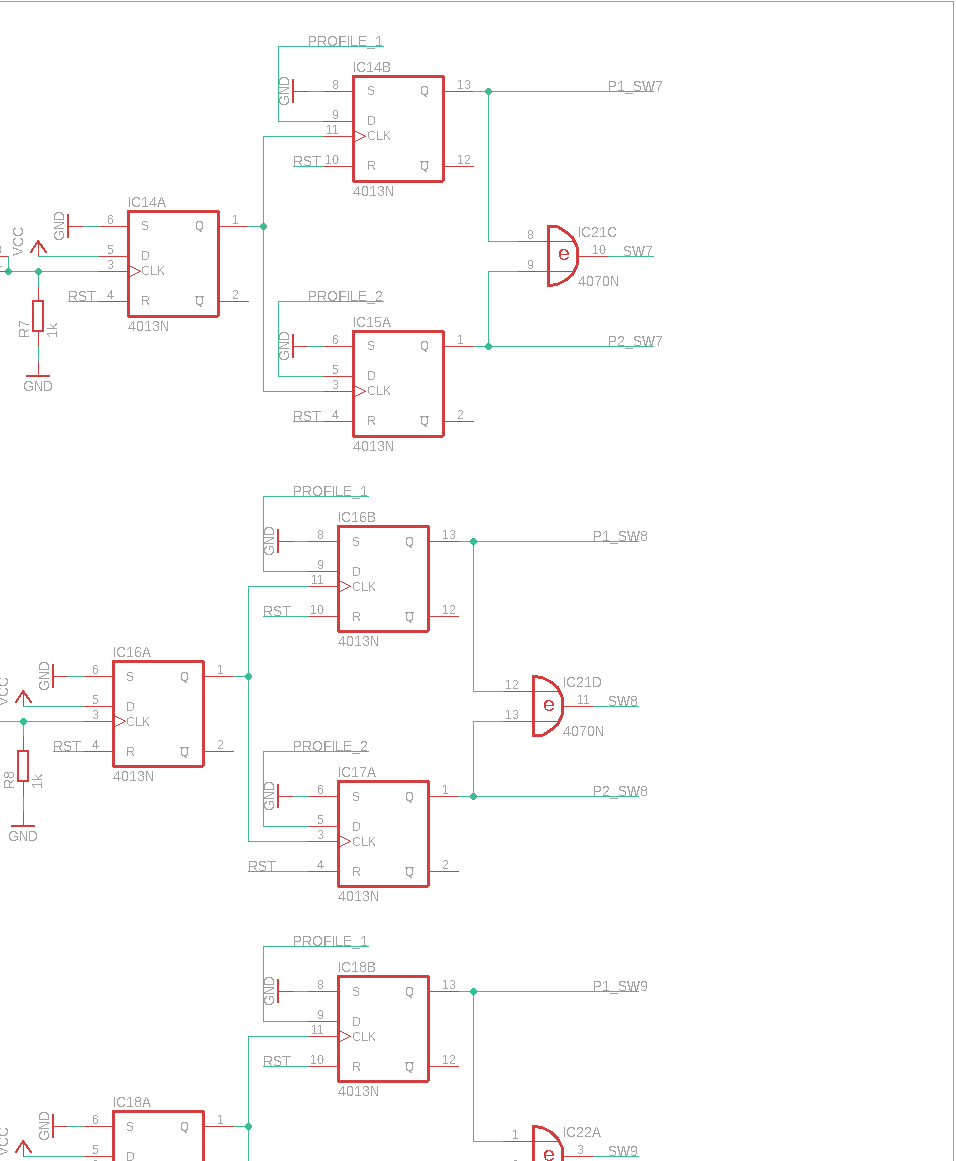 PROFILE_1
IC14B
GND
8 S Q 13 P1_SW7
9 D
11 CLK
RST 10 R Q 12
4013N
IC14A
GND
6 S Q 1
VCC
5 D
3 CLK
RST 4 R Q 2
4013N
R7
1k
GND
IC21C
8
e 10 SW7
9
4070N
PROFILE_2
IC15A
GND
6 S Q 1 P2_SW7
5 D
3 CLK
RST 4 R Q 2
4013N
PROFILE_1
IC16B
GND
8 S Q 13 P1_SW8
9 D
11 CLK
RST 10 R Q 12
4013N
IC16A
GND
6 S Q 1
VCC
5 D
3 CLK
RST 4 R Q 2
4013N
R8
1k
GND
IC21D
12
e 11 SW8
13
4070N
PROFILE_2
IC17A
GND
6 S Q 1 P2_SW8
5 D
3 CLK
RST 4 R Q 2
4013N
PROFILE_1
IC18B
GND
8 S Q 13 P1_SW9
9 D
11 CLK
RST 10 R Q 12
4013N
IC18A
GND
6 S Q 1
VCC
5 D
IC22A
1
e 3 SW9